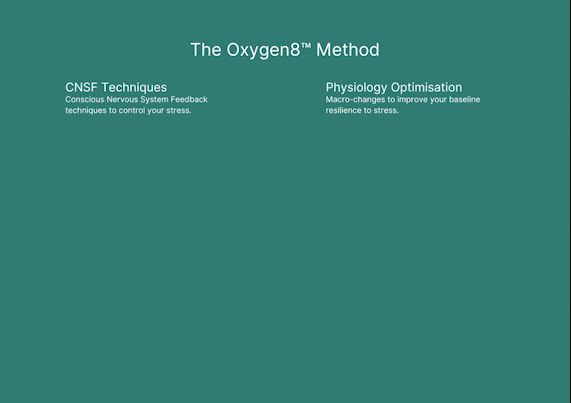 The Oxygen8™ Method
CNSF Techniques
Conscious Nervous System Feedback
techniques to control your stress.
Physiology Optimisation
Macro-changes to improve your baseline
resilience to stress.